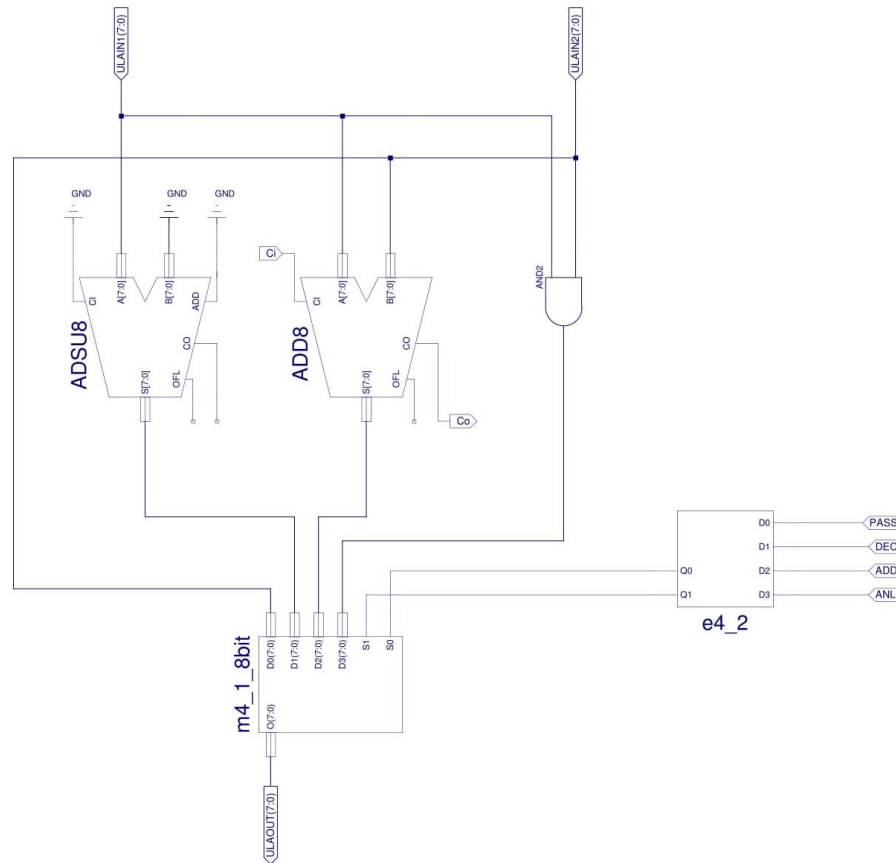 ULAIN1(7:0)
ULAIN2(7:0)
GND
GND
GND
Ci
AND2
CI
A[7:0]
B[7:0]
ADD
CO
OFL
S[7:0]
ADSU8
CI
A[7:0]
B[7:0]
CO
OFL
S[7:0]
ADD8
Co
D0
PASS
D1
DEC
Q0
D2
ADD
Q1
D3
ANL
e4_2
D0(7:0)
D1(7:0)
D2(7:0)
D3(7:0)
S1
S0
m4_1_8bit
O(7:0)
ULAOUT(7:0)